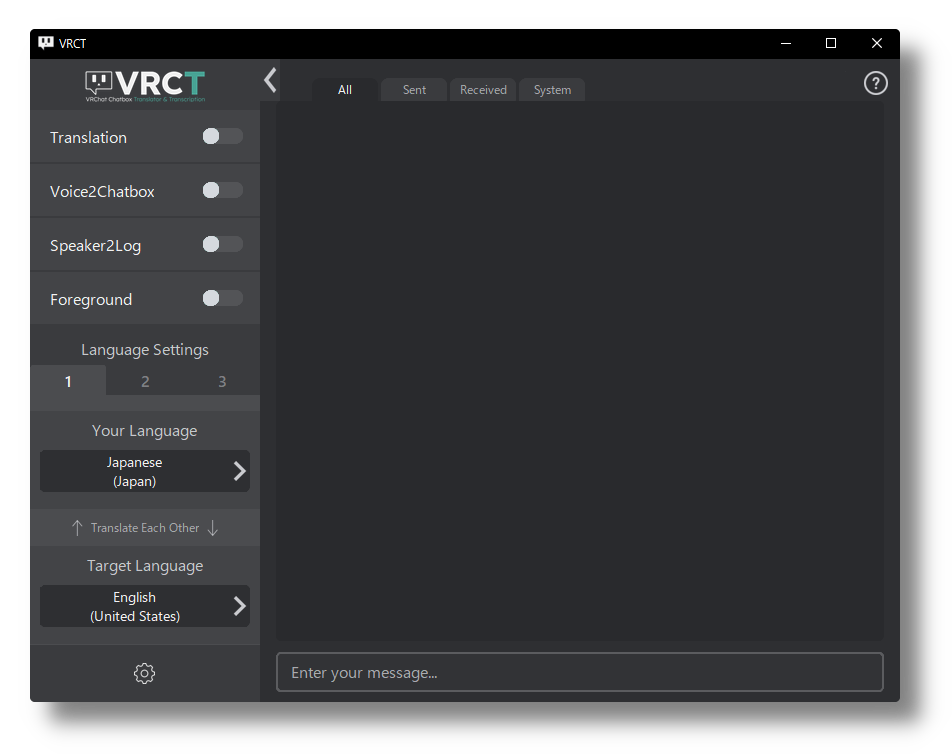 VRCT
VRCT
VRChat Chatbox Translator & Transcription
All
Sent
Received
System
?
Translation
Voice2Chatbox
Speaker2Log
Foreground
Language Settings
1
2
3
Your Language
Japanese
(Japan)
↑ Translate Each Other ↓
Target Language
English
(United States)
Enter your message...